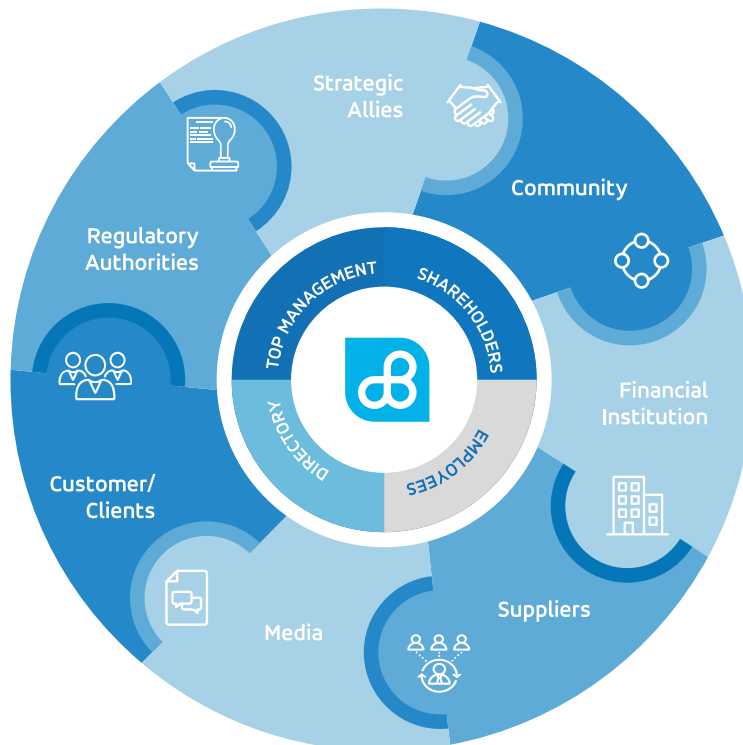 Strategic
Allies
Community
Regulatory
Authorities
TOP MANAGEMENT
SHAREHOLDERS
Financial
Institution
DIRECTORY
EMPLOYEES
Customer/
Clients
Suppliers
Media